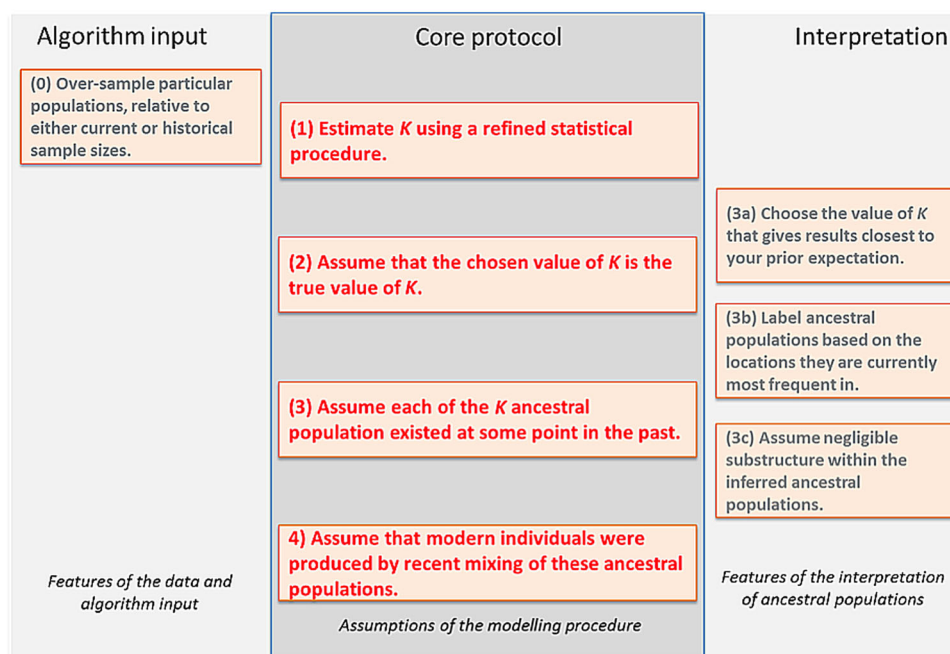 Algorithm input
(0) Over-sample particular
populations, relative to
either current or historical
sample sizes.
Features of the data and
algorithm input
Core protocol
(1) Estimate K using a refined statistical
procedure.
(2) Assume that the chosen value of K is the
true value of K.
(3) Assume each of the K ancestral
population existed at some point in the past.
4) Assume that modern individuals were
produced by recent mixing of these ancestral
populations.
Assumptions of the modelling procedure
Interpretation
(3a) Choose the value of K
that gives results closest to
your prior expectation.
(3b) Label ancestral
populations based on the
locations they are currently
most frequent in.
(3c) Assume negligible
substructure within the
inferred ancestral
populations.
Features of the interpretation
of ancestral populations